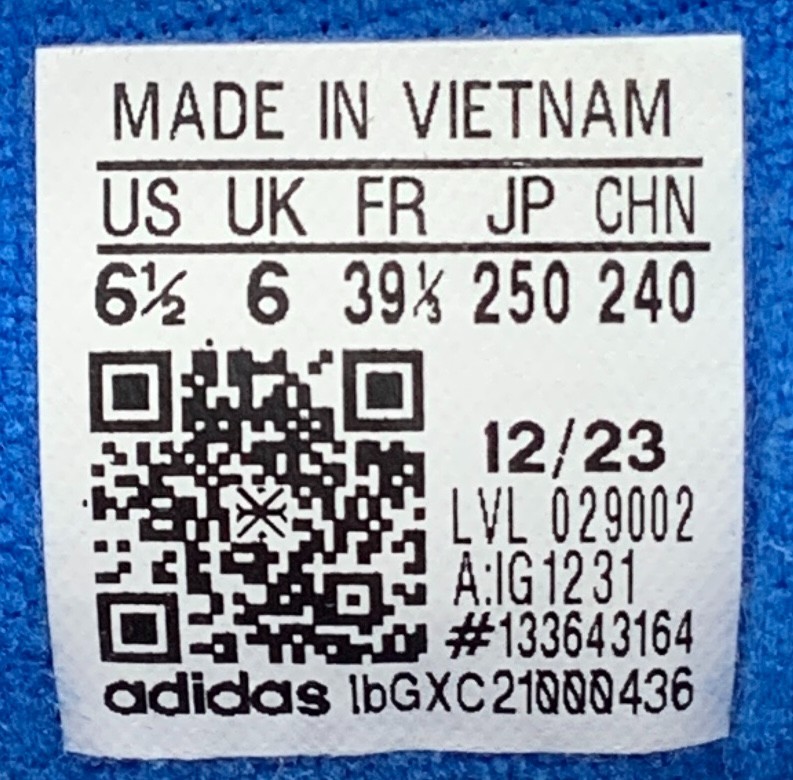 MADE IN VIETNAM
US UK FR JP CHN
6½ 6 39⅓ 250 240
12/23
LVL 029002
A:IG1231
#133643164
adidas lbGXC21000436